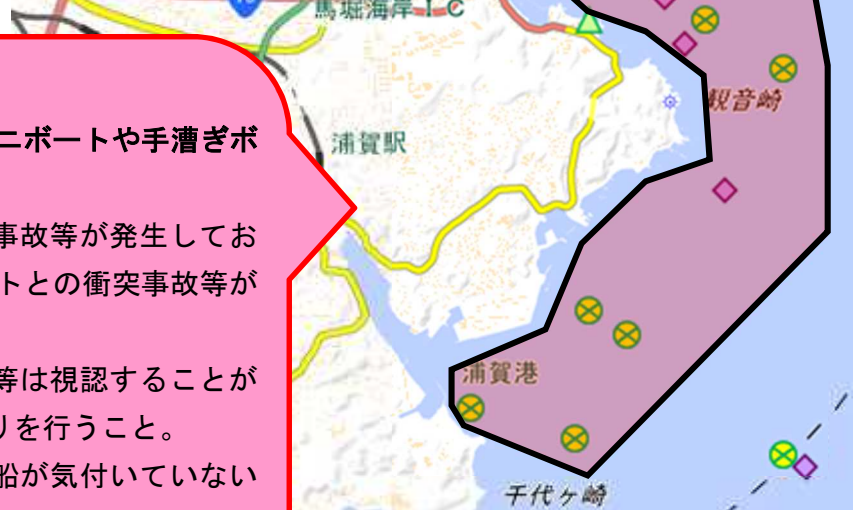 馬堀海岸IC
観音崎
ニボートや手漕ぎボ
浦賀駅
事故等が発生してお
トとの衝突事故等が
等は視認することが
浦賀港
りを行うこと。
船が気付いていない
千代ヶ崎